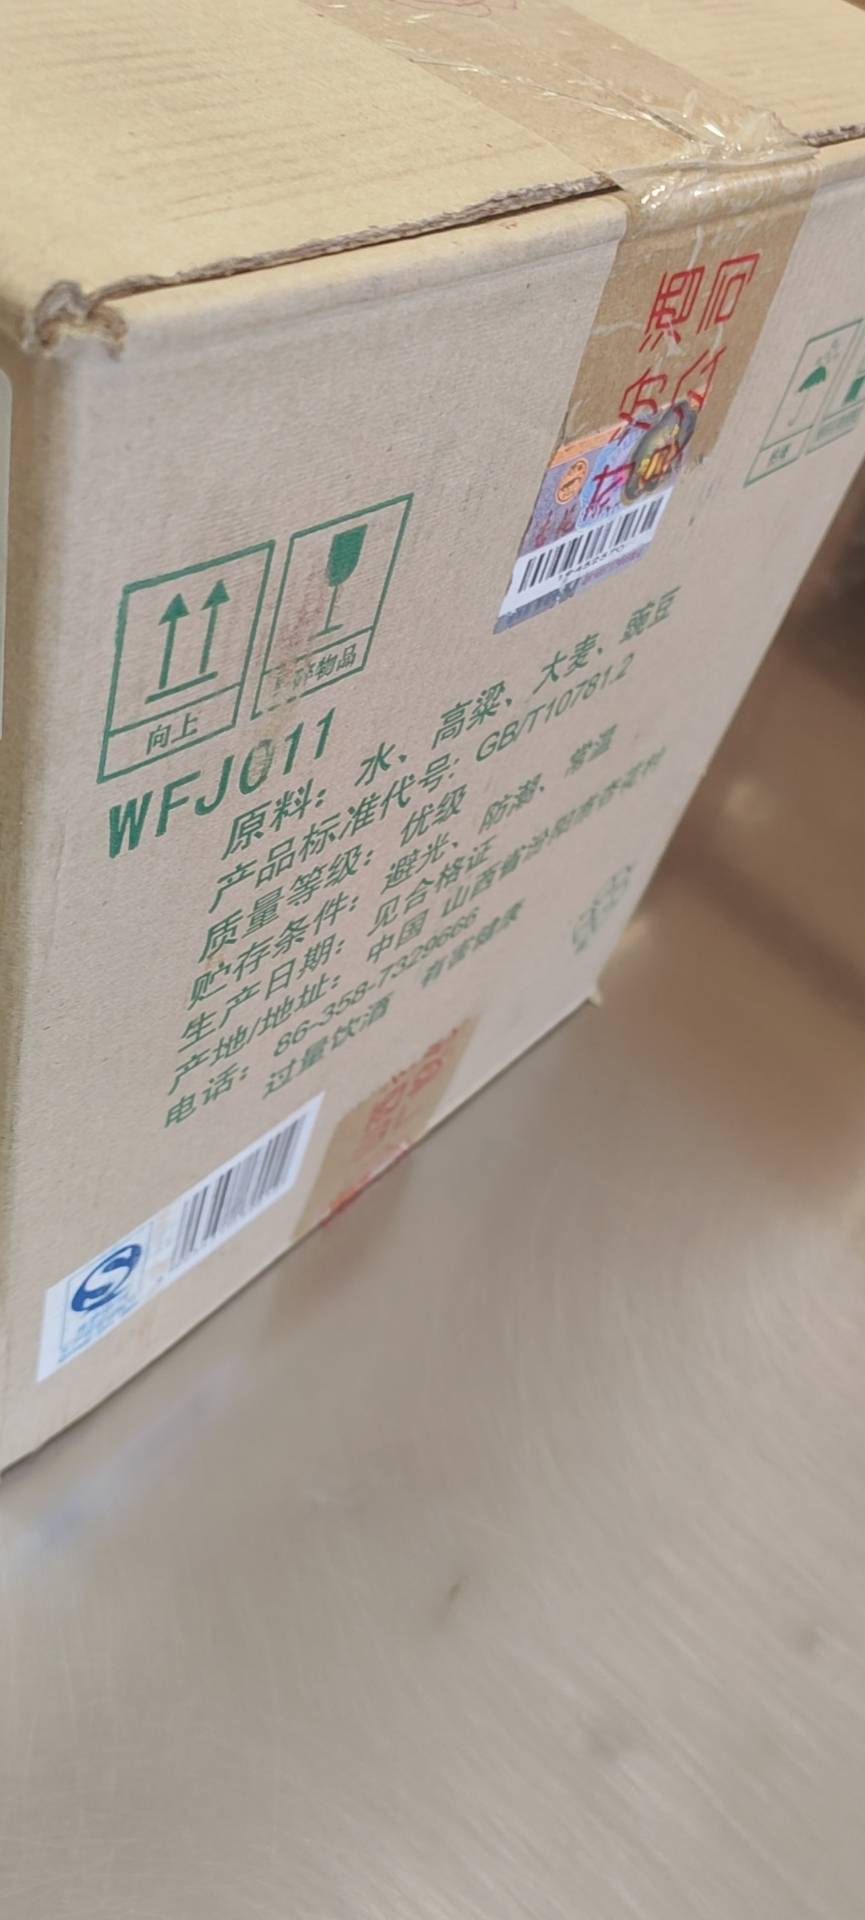 酒
公司
向上
易碎物品
WFJ011
原料：水、高粱、大麦、豌豆
产品标准代号：GB/T10781.2
质量等级：优级
贮存条件：避光、防潮、常温
生产日期：见合格证
产地/地址：中国 山西省汾阳市杏花村
电话：86-358-7329666
过量饮酒 有害健康